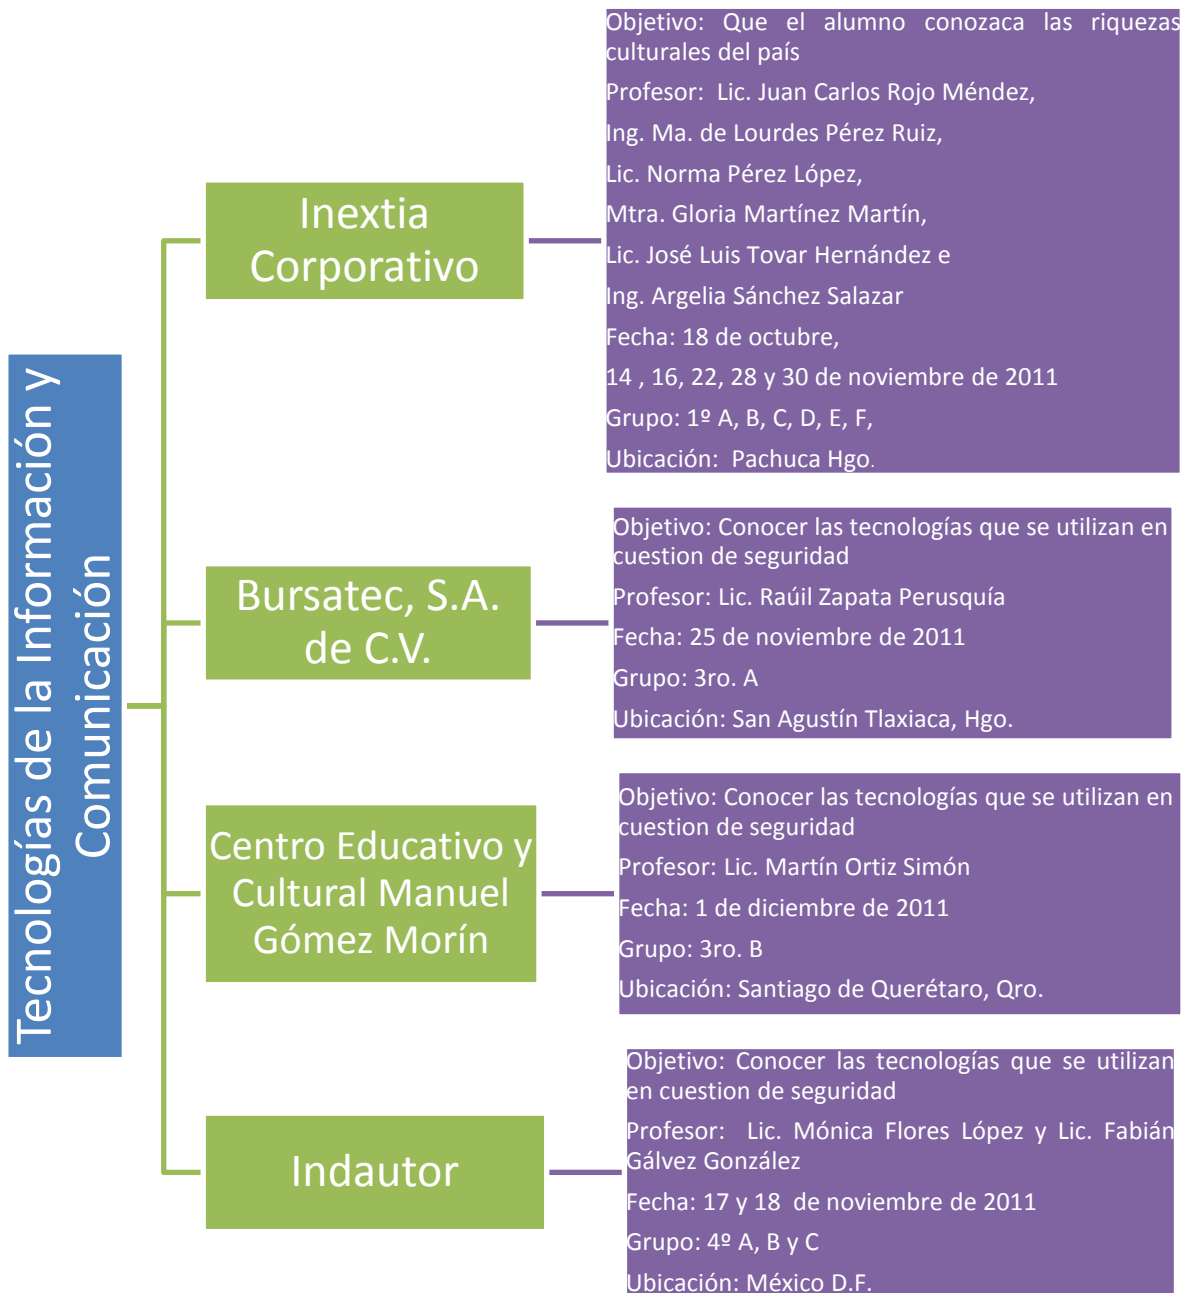 Tecnologías de la Información y
Comunicación
Inextia
Corporativo
Objetivo: Que el alumno conozaca las riquezas
culturales del país
Profesor: Lic. Juan Carlos Rojo Méndez,
Ing. Ma. de Lourdes Pérez Ruiz,
Lic. Norma Pérez López,
Mtra. Gloria Martínez Martín,
Lic. José Luis Tovar Hernández e
Ing. Argelia Sánchez Salazar
Fecha: 18 de octubre,
14 , 16, 22, 28 y 30 de noviembre de 2011
Grupo: 1º A, B, C, D, E, F,
Ubicación: Pachuca Hgo.
Bursatec, S.A.
de C.V.
Objetivo: Conocer las tecnologías que se utilizan en
cuestion de seguridad
Profesor: Lic. Raúil Zapata Perusquía
Fecha: 25 de noviembre de 2011
Grupo: 3ro. A
Ubicación: San Agustín Tlaxiaca, Hgo.
Centro Educativo y
Cultural Manuel
Gómez Morín
Objetivo: Conocer las tecnologías que se utilizan en
cuestion de seguridad
Profesor: Lic. Martín Ortiz Simón
Fecha: 1 de diciembre de 2011
Grupo: 3ro. B
Ubicación: Santiago de Querétaro, Qro.
Indautor
Objetivo: Conocer las tecnologías que se utilizan
en cuestion de seguridad
Profesor: Lic. Mónica Flores López y Lic. Fabián
Gálvez González
Fecha: 17 y 18 de noviembre de 2011
Grupo: 4º A, B y C
Ubicación: México D.F.